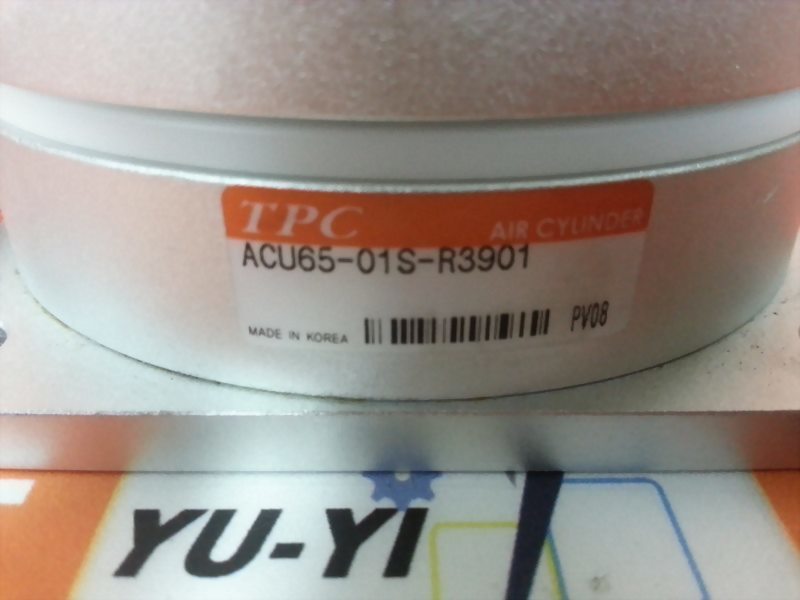 TPC AIR CYLINDER
ACU65-01S-R3901
MADE IN KOREA PV08
YU-YI